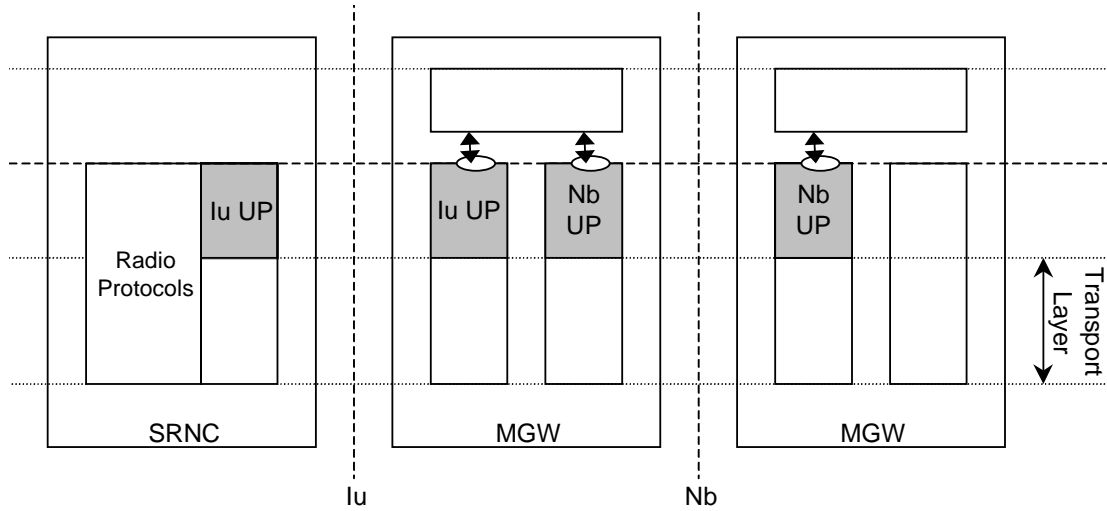 Iu UP
Radio
Protocols
SRNC
Iu
Iu UP
Nb
UP
MGW
Nb
Nb
UP
MGW
Transport
Layer